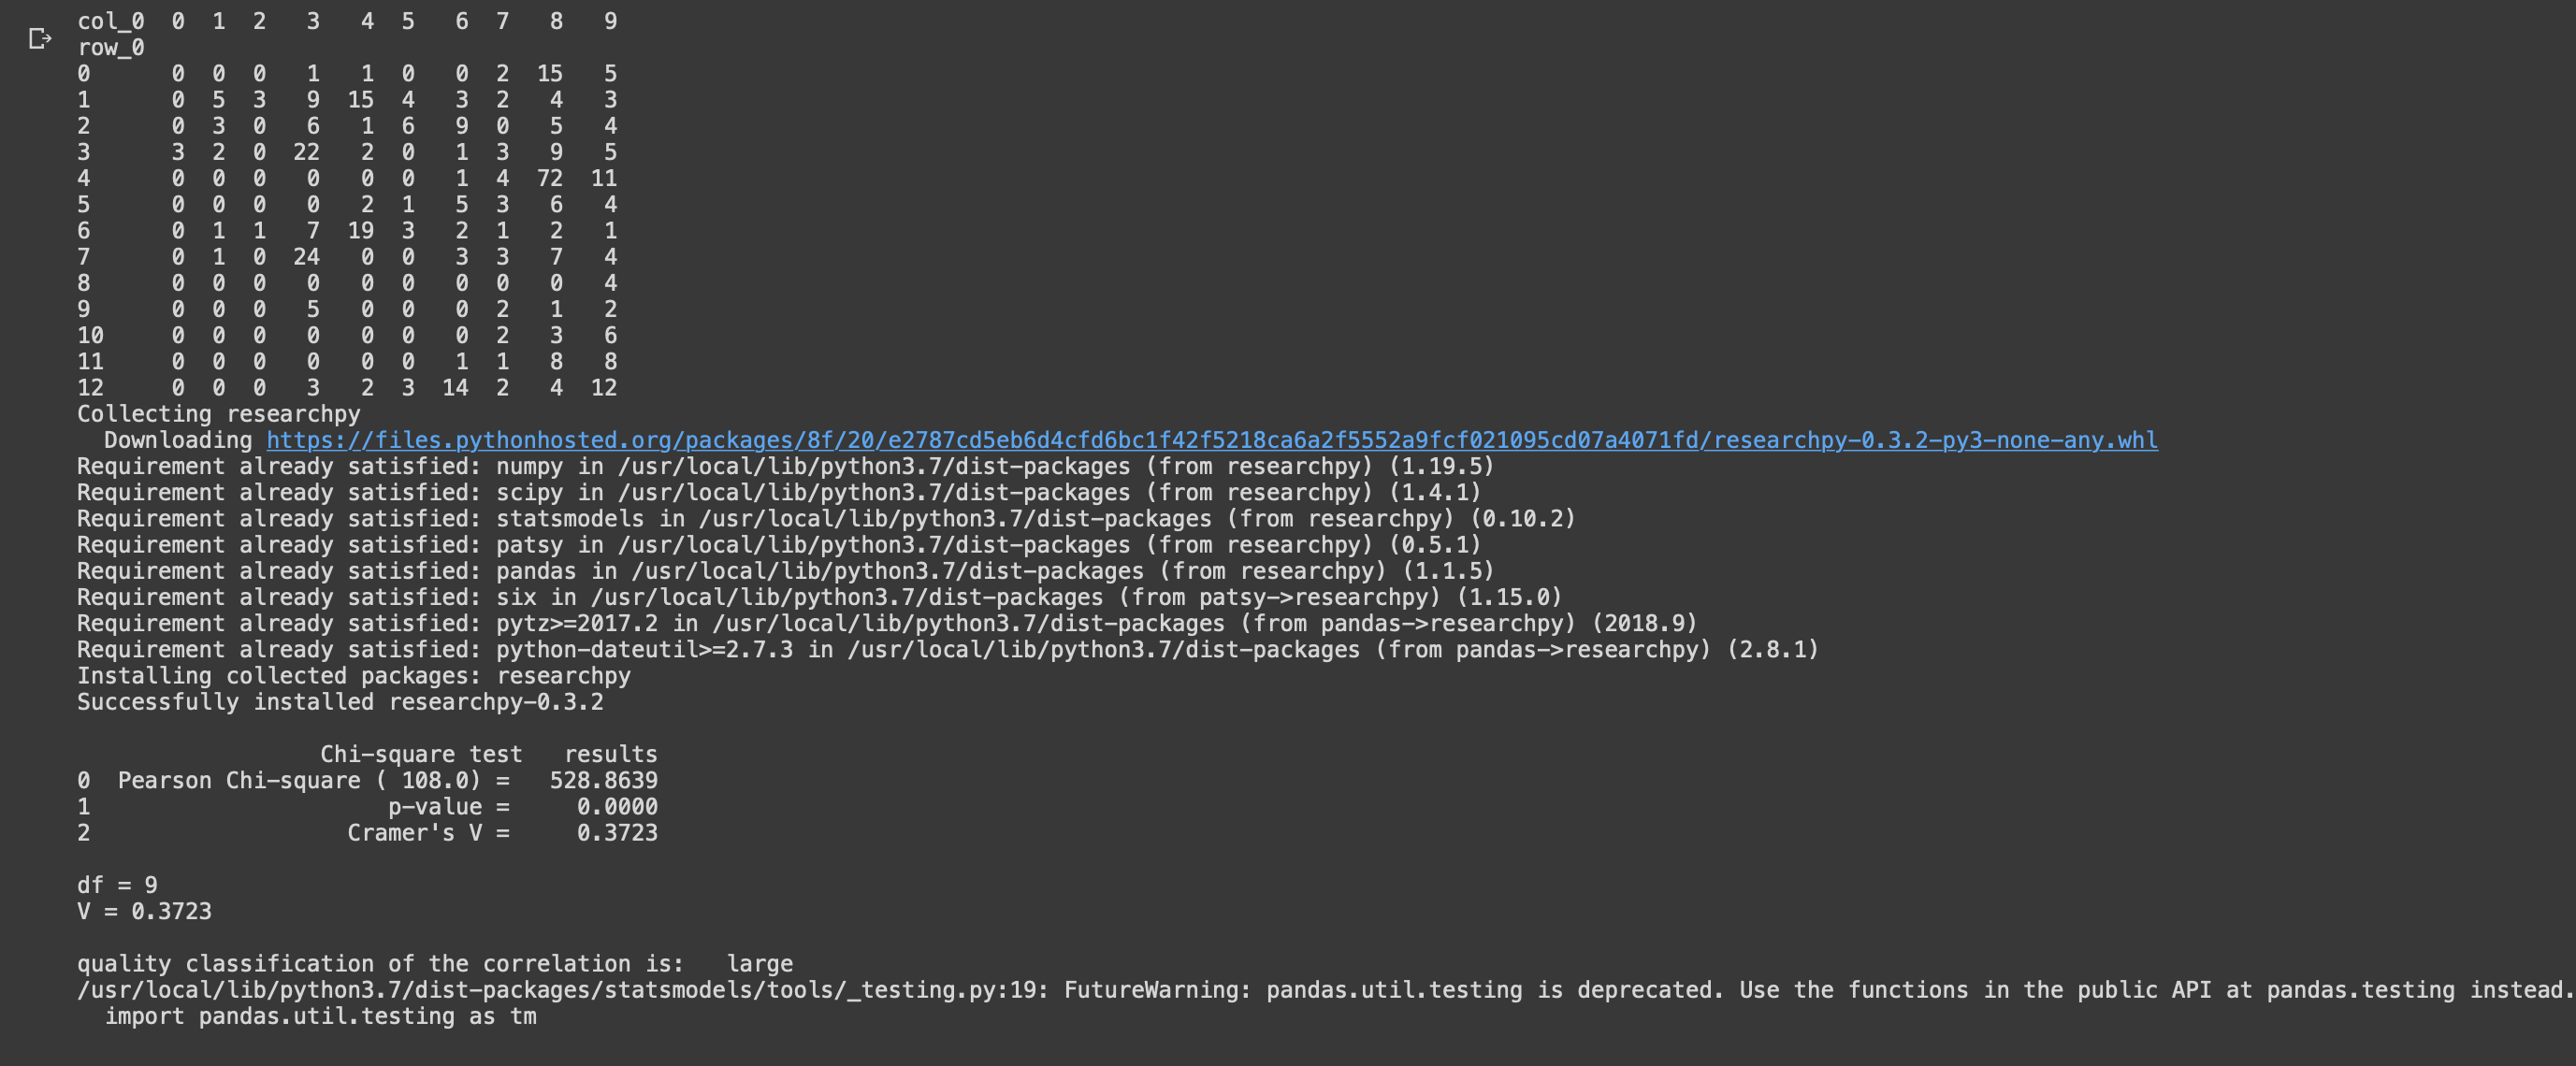 col_0  0  1  2   3   4  5   6  7   8   9
row_0
0      0  0  0   1   1  0   0  2  15   5
1      0  5  3   9  15  4   3  2   4   3
2      0  3  0   6   1  6   9  0   5   4
3      3  2  0  22   2  0   1  3   9   5
4      0  0  0   0   0  0   1  4  72  11
5      0  0  0   0   2  1   5  3   6   4
6      0  1  1   7  19  3   2  1   2   1
7      0  1  0  24   0  0   3  3   7   4
8      0  0  0   0   0  0   0  0   0   4
9      0  0  0   5   0  0   0  2   1   2
10     0  0  0   0   0  0   0  2   3   6
11     0  0  0   0   0  0   1  1   8   8
12     0  0  0   3   2  3  14  2   4  12
Collecting researchpy
  Downloading https://files.pythonhosted.org/packages/8f/20/e2787cd5eb6d4cfd6bc1f42f5218ca6a2f5552a9fcf021095cd07a4071fd/researchpy-0.3.2-py3-none-any.whl
Requirement already satisfied: numpy in /usr/local/lib/python3.7/dist-packages (from researchpy) (1.19.5)
Requirement already satisfied: scipy in /usr/local/lib/python3.7/dist-packages (from researchpy) (1.4.1)
Requirement already satisfied: statsmodels in /usr/local/lib/python3.7/dist-packages (from researchpy) (0.10.2)
Requirement already satisfied: patsy in /usr/local/lib/python3.7/dist-packages (from researchpy) (0.5.1)
Requirement already satisfied: pandas in /usr/local/lib/python3.7/dist-packages (from researchpy) (1.1.5)
Requirement already satisfied: six in /usr/local/lib/python3.7/dist-packages (from patsy->researchpy) (1.15.0)
Requirement already satisfied: pytz>=2017.2 in /usr/local/lib/python3.7/dist-packages (from pandas->researchpy) (2018.9)
Requirement already satisfied: python-dateutil>=2.7.3 in /usr/local/lib/python3.7/dist-packages (from pandas->researchpy) (2.8.1)
Installing collected packages: researchpy
Successfully installed researchpy-0.3.2

                  Chi-square test   results
0  Pearson Chi-square ( 108.0) =   528.8639
1                      p-value =     0.0000
2                   Cramer's V =     0.3723

df = 9
V = 0.3723

quality classification of the correlation is:   large
/usr/local/lib/python3.7/dist-packages/statsmodels/tools/_testing.py:19: FutureWarning: pandas.util.testing is deprecated. Use the functions in the public API at pandas.testing instead.
  import pandas.util.testing as tm